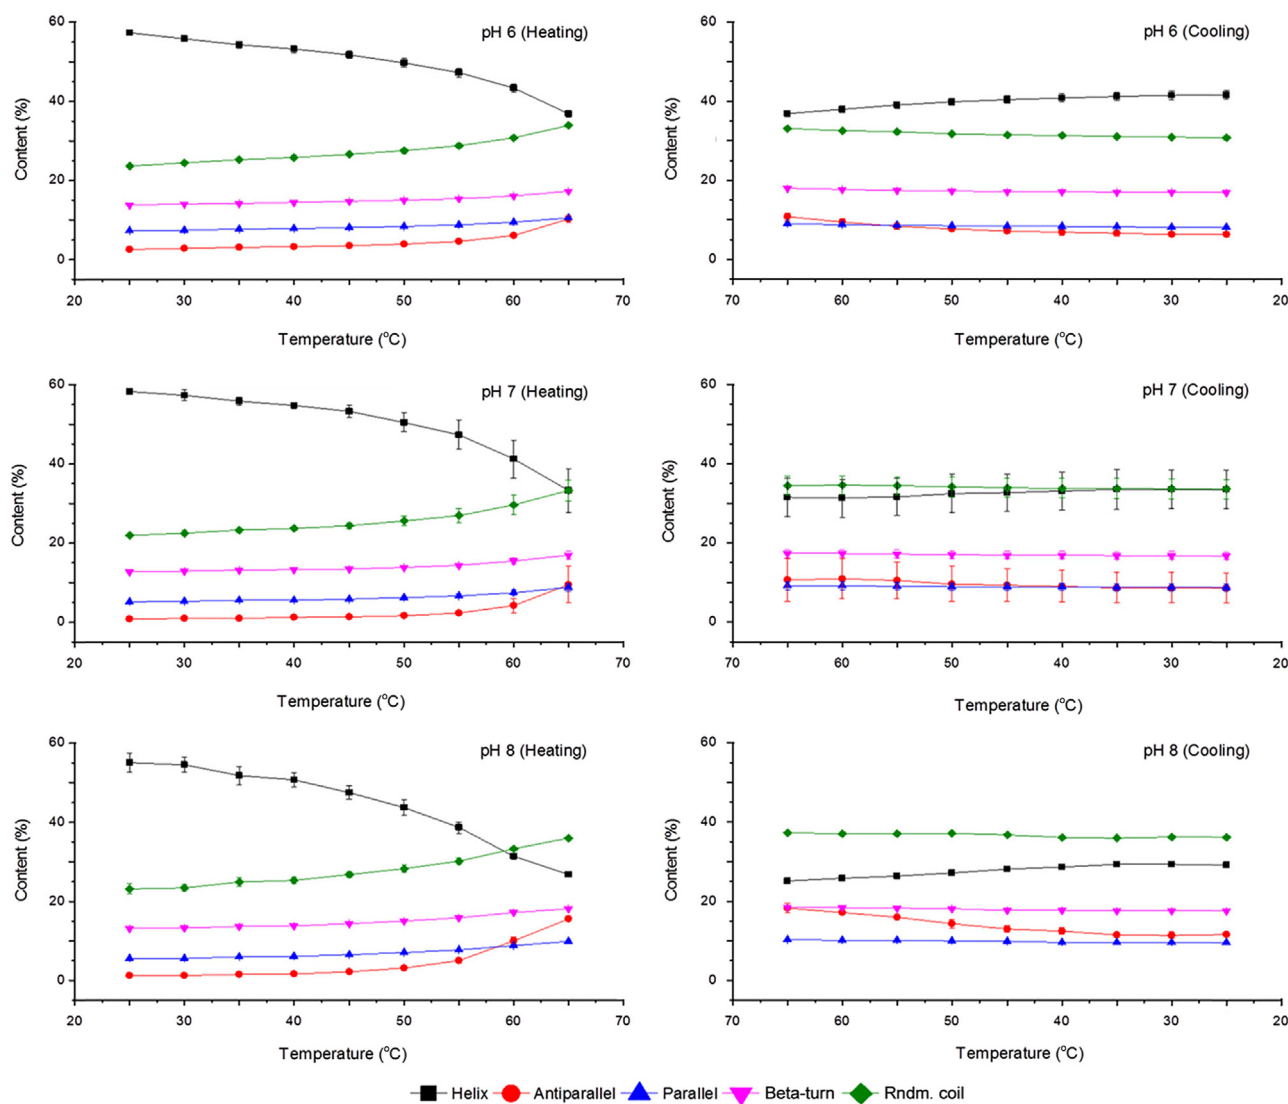 pH 6 (Heating)
60
40
20
0
Content (%)
20 30 40 50 60 70
Temperature (°C)
pH 6 (Cooling)
60
40
20
0
Content (%)
70 60 50 40 30 20
Temperature (°C)
pH 7 (Heating)
60
40
20
0
Content (%)
20 30 40 50 60 70
Temperature (°C)
pH 7 (Cooling)
60
40
20
0
Content (%)
70 60 50 40 30 20
Temperature (°C)
pH 8 (Heating)
60
40
20
0
Content (%)
20 30 40 50 60 70
Temperature (°C)
pH 8 (Cooling)
60
40
20
0
Content (%)
70 60 50 40 30 20
Temperature (°C)
Helix Antiparallel Parallel Beta-turn Rndm. coil